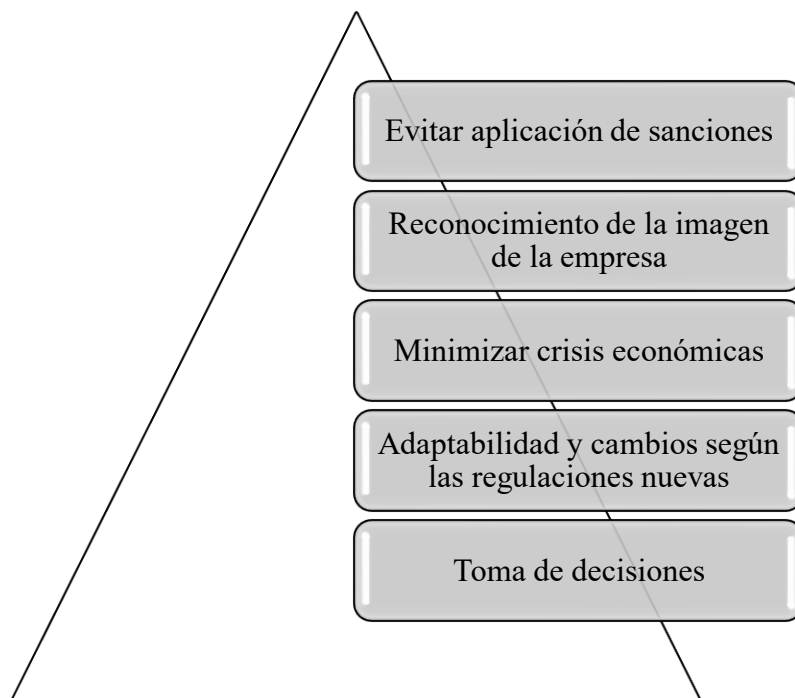 Evitar aplicación de sanciones
Reconocimiento de la imagen
de la empresa
Minimizar crisis económicas
Adaptabilidad y cambios según
las regulaciones nuevas
Toma de decisiones